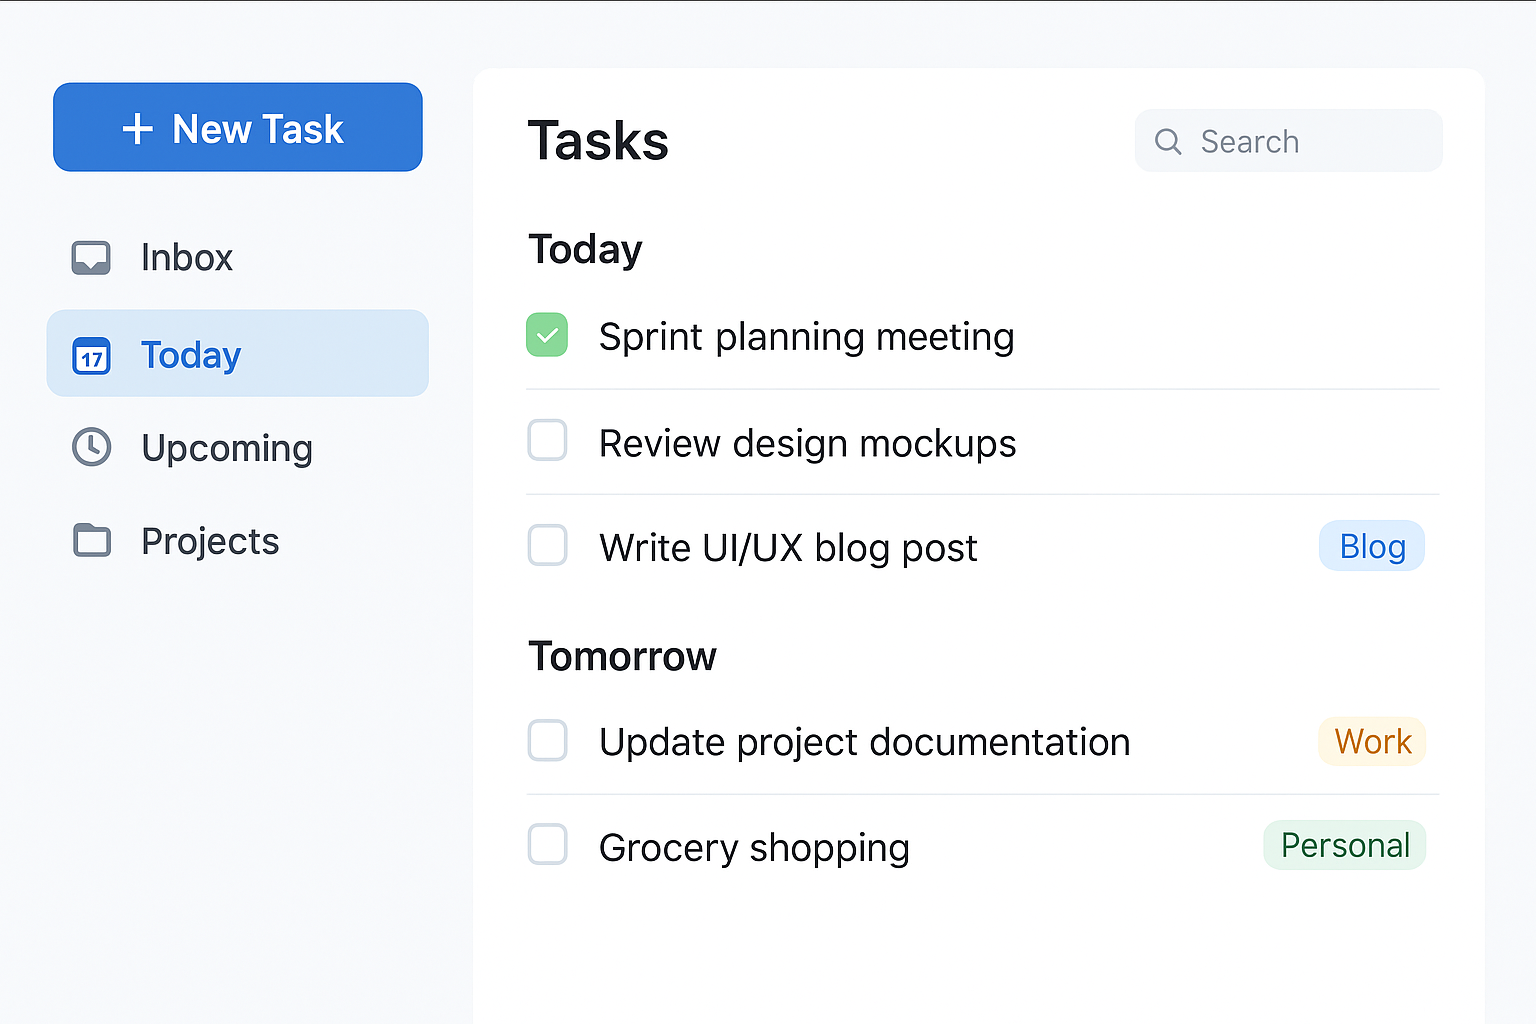 + New Task
Inbox
17 Today
Upcoming
Projects
Tasks
Search
Today
Sprint planning meeting
Review design mockups
Write UI/UX blog post Blog
Tomorrow
Update project documentation Work
Grocery shopping Personal